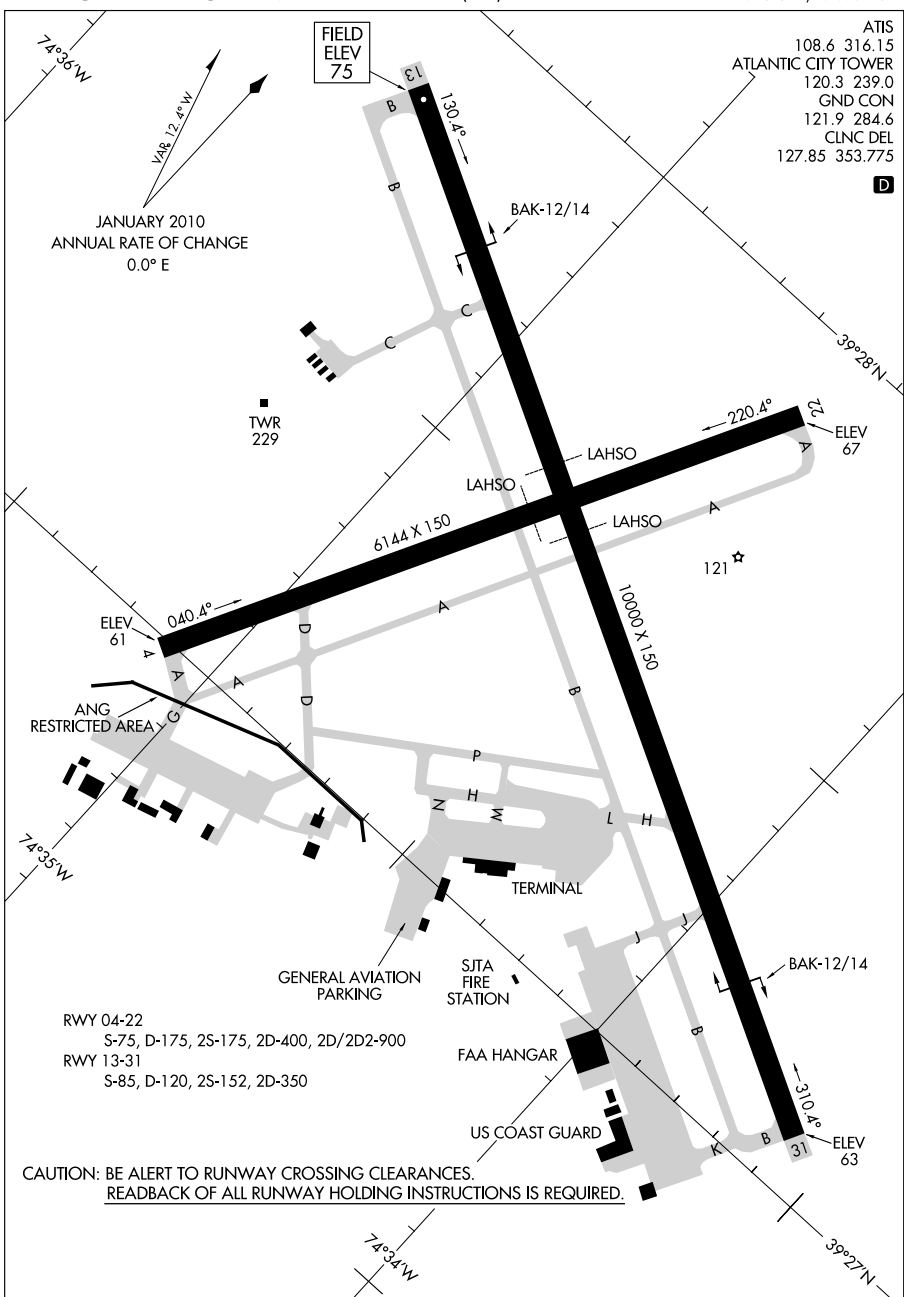 ATIS
108.6 316.15
ATLANTIC CITY TOWER
120.3 239.0
GND CON
121.9 284.6
CLNC DEL
127.85 353.775
D
74°36'W
VAR. 12.4° W
JANUARY 2010
ANNUAL RATE OF CHANGE
0.0° E
FIELD
ELEV
75
13
B
130.4°
B
BAK-12/14
C
C
39°28'N
TWR
229
22
220.4°
ELEV
67
A
LAHSO
LAHSO
LAHSO
A
6144 X 150
121
10000 X 150
040.4°
ELEV
61
4
D
A
A
A
D
G
B
ANG
RESTRICTED AREA
P
H
N
W
L
H
74°35'W
TERMINAL
J
J
GENERAL AVIATION
PARKING
SJTA
FIRE
STATION
BAK-12/14
RWY 04-22
S-75, D-175, 2S-175, 2D-400, 2D/2D2-900
RWY 13-31
S-85, D-120, 2S-152, 2D-350
FAA HANGAR
B
310.4°
US COAST GUARD
K
B
31
ELEV
63
CAUTION: BE ALERT TO RUNWAY CROSSING CLEARANCES.
READBACK OF ALL RUNWAY HOLDING INSTRUCTIONS IS REQUIRED.
74°34'W
39°27'N